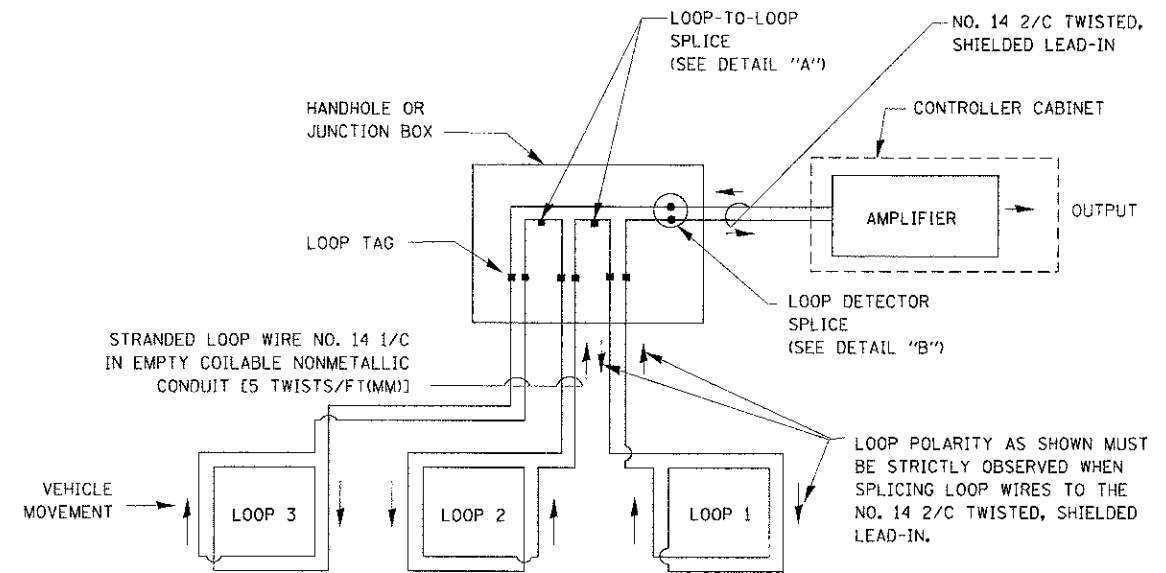 LOOP-TO-LOOP
SPLICE
(SEE DETAIL "A")
NO. 14 2/C TWISTED,
SHIELDED LEAD-IN
HANDHOLE OR
JUNCTION BOX
CONTROLLER CABINET
AMPLIFIER
OUTPUT
LOOP TAG
LOOP DETECTOR
SPLICE
(SEE DETAIL "B")
STRANDED LOOP WIRE NO. 14 1/C
IN EMPTY COILABLE NONMETALLIC
CONDUIT [5 TWISTS/FT(MM)]
LOOP POLARITY AS SHOWN MUST
BE STRICTLY OBSERVED WHEN
SPLICING LOOP WIRES TO THE
NO. 14 2/C TWISTED, SHIELDED
LEAD-IN.
VEHICLE
MOVEMENT
LOOP 3
LOOP 2
LOOP 1